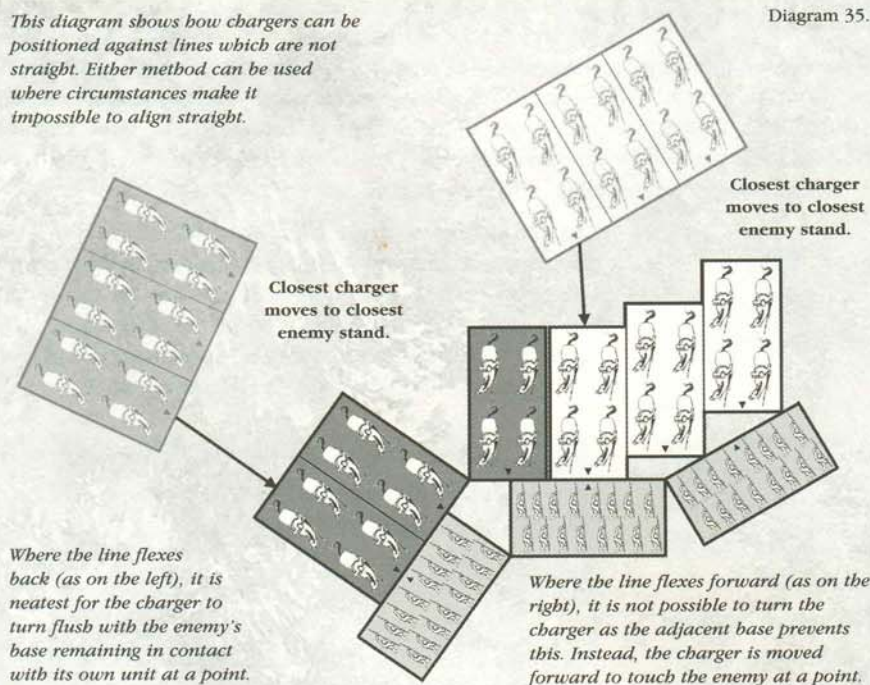 This diagram shows how chargers can be
positioned against lines which are not
straight. Either method can be used
where circumstances make it
impossible to align straight.
Diagram 35.
Closest charger
moves to closest
enemy stand.
Closest charger
moves to closest
enemy stand.
Where the line flexes
back (as on the left), it is
neatest for the charger to
turn flush with the enemy's
base remaining in contact
with its own unit at a point.
Where the line flexes forward (as on the
right), it is not possible to turn the
charger as the adjacent base prevents
this. Instead, the charger is moved
forward to touch the enemy at a point.